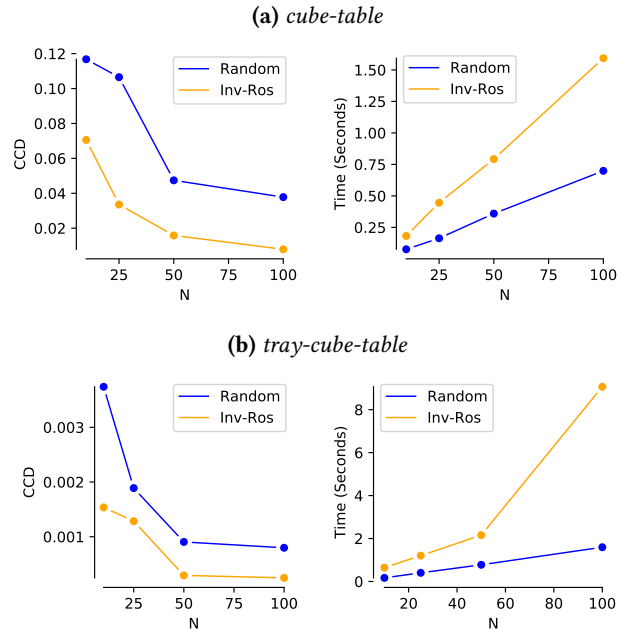 (a) cube-table
0.12
0.10
0.08
0.06
0.04
0.02
CCD
Random
Inv-Ros
25
50
75
100
N
1.50
1.25
1.00
0.75
0.50
0.25
Time (Seconds)
Random
Inv-Ros
25
50
75
100
N
(b) tray-cube-table
0.003
0.002
0.001
CCD
Random
Inv-Ros
25
50
75
100
N
8
6
4
2
0
Time (Seconds)
Random
Inv-Ros
20
40
60
80
100
N